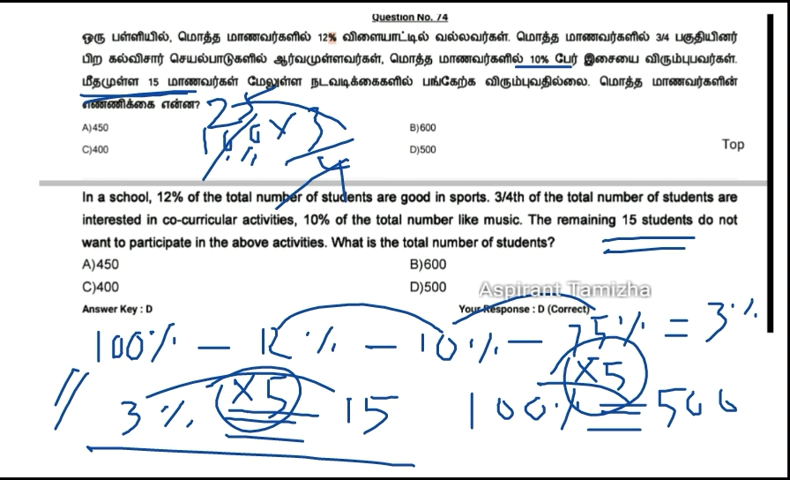 Question No. 74
ஒரு பள்ளியில், மொத்த மாணவர்களில் 12% விளையாட்டில் வல்லவர்கள். மொத்த மாணவர்களில் 3/4 பகுதியினர்
பிற கல்விசார் செயல்பாடுகளில் ஆர்வமுள்ளவர்கள், மொத்த மாணவர்களில் 10% பேர் இசையை விரும்புபவர்கள்.
மீதமுள்ள 15 மாணவர்கள் மேலுள்ள நடவடிக்கைகளில் பங்கேற்க விரும்புவதில்லை. மொத்த மாணவர்களின்
எண்ணிக்கை என்ன?
25
100% x 3/4
A)450 B)600
C)400 D)500
Top
In a school, 12% of the total number of students are good in sports. 3/4th of the total number of students are
interested in co-curricular activities, 10% of the total number like music. The remaining 15 students do not
want to participate in the above activities. What is the total number of students?
A)450 B)600
C)400 D)500
Aspirant Tamizha
Answer Key : D Your Response : D (Correct)
100% - 12% - 10% - 75% = 3%
3% x5 15 100% x5 = 500